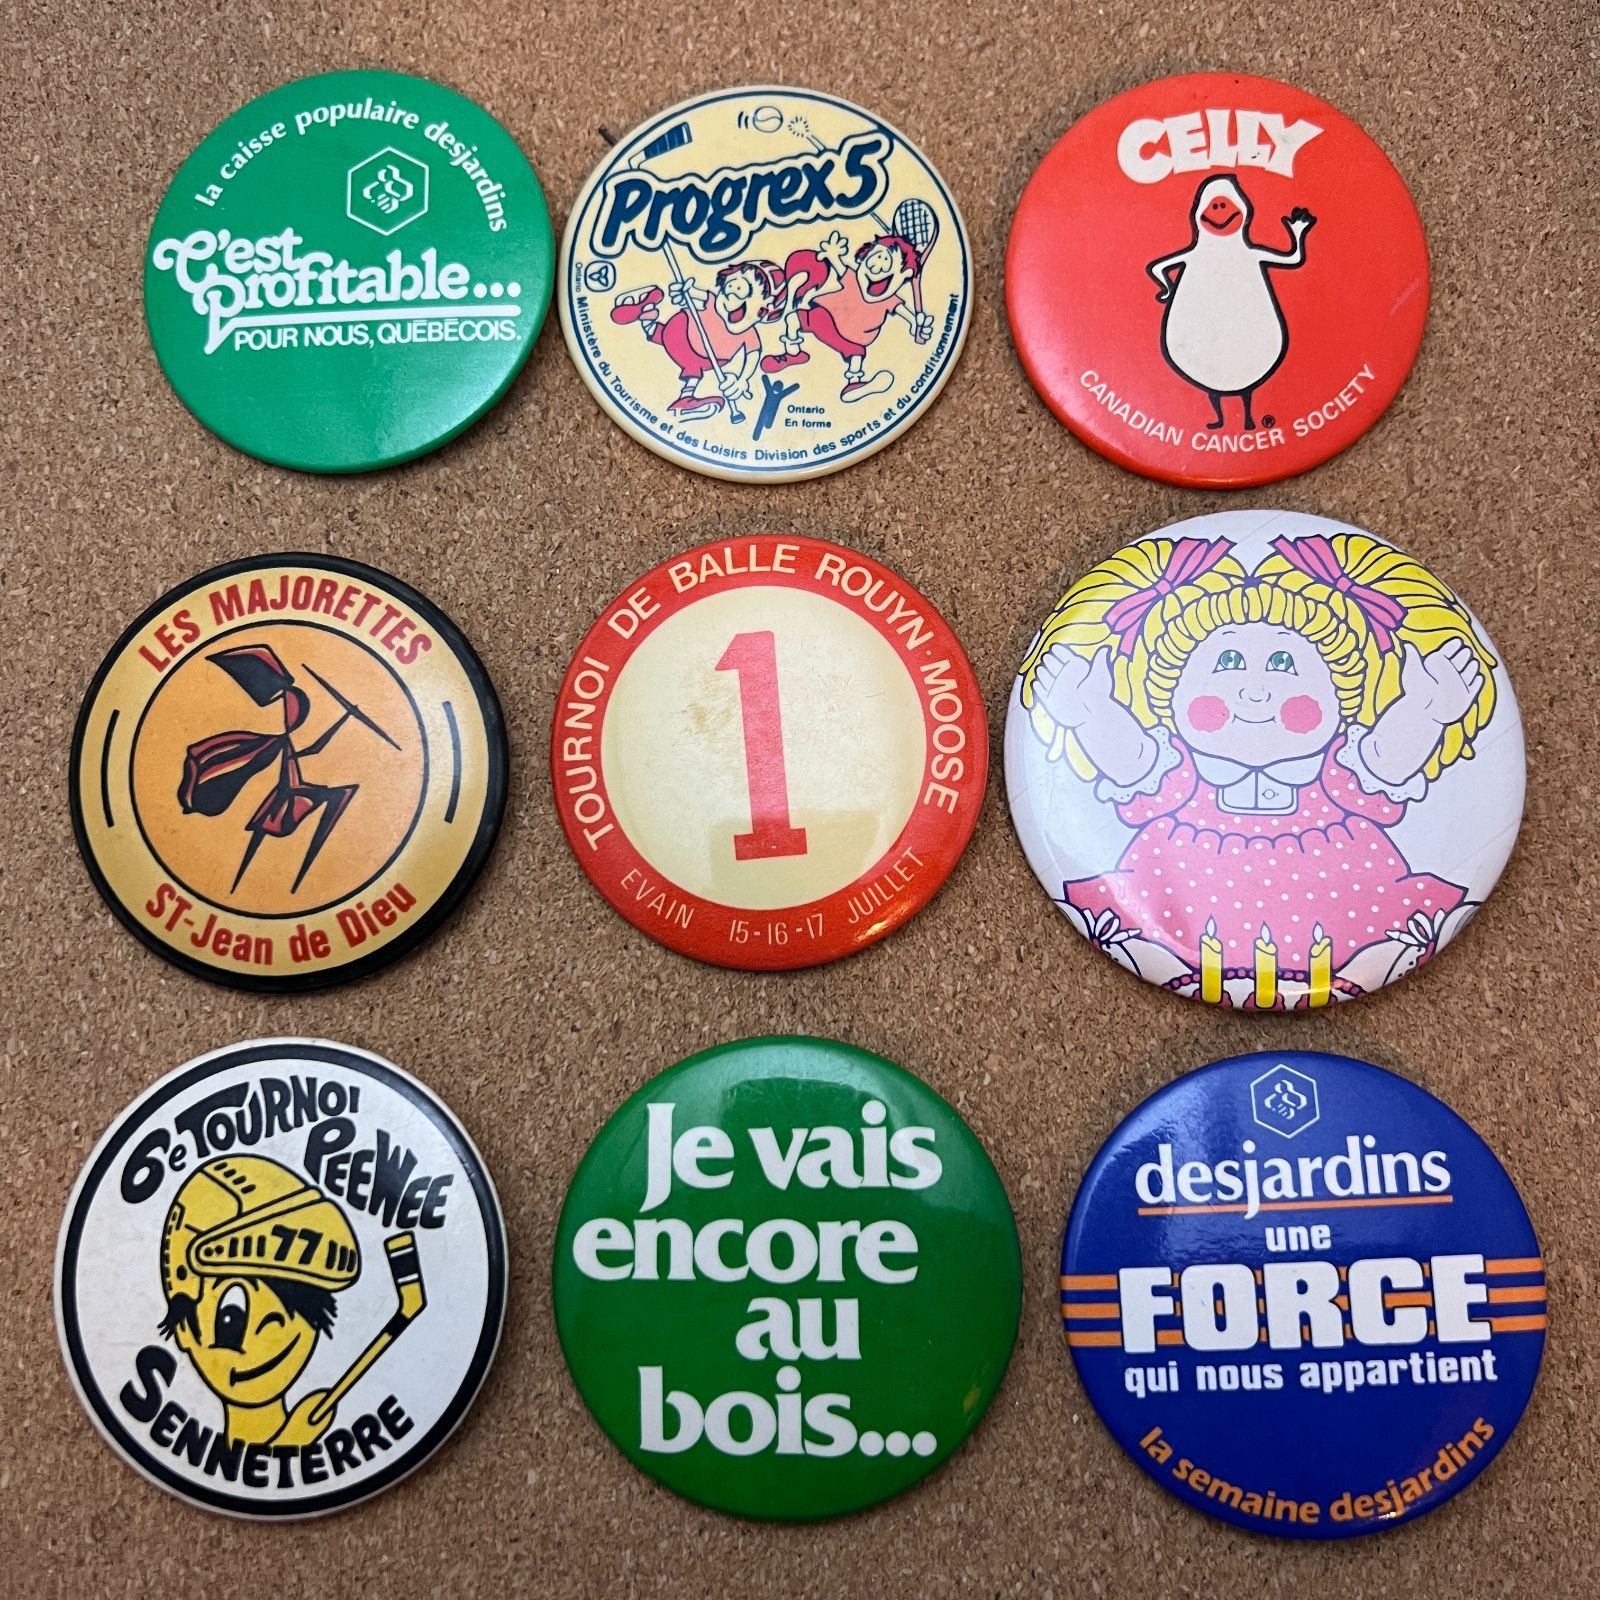 la caisse populaire desjardins
C'est
Profitable...
POUR NOUS, QUÉBÉCOIS.
Progrex 5
Ontario
Ministère du Tourisme et des Loisirs Division des sports et du conditionnement
Ontario
En forme
CELLY
®
CANADIAN CANCER SOCIETY
LES MAJORETTES
ST-Jean de Dieu
TOURNOI DE BALLE ROUYN·MOOSE
1
EVAIN 15-16-17 JUILLET
6e TOURNOI
PEEWEE
77
SENNETERRE
Je vais
encore
au
bois...
desjardins
une
FORCE
qui nous appartient
la semaine desjardins